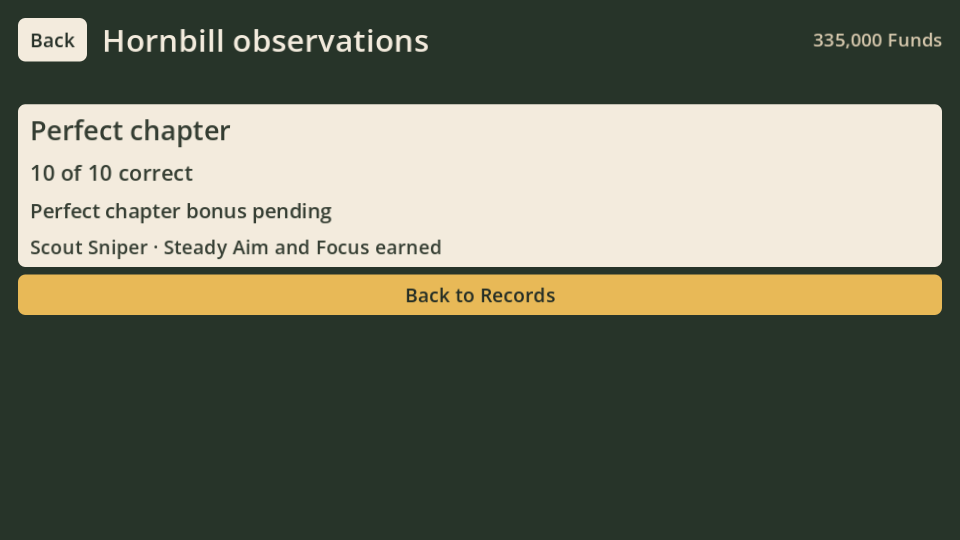 Back
Hornbill observations
335,000 Funds
Perfect chapter
10 of 10 correct
Perfect chapter bonus pending
Scout Sniper · Steady Aim and Focus earned
Back to Records